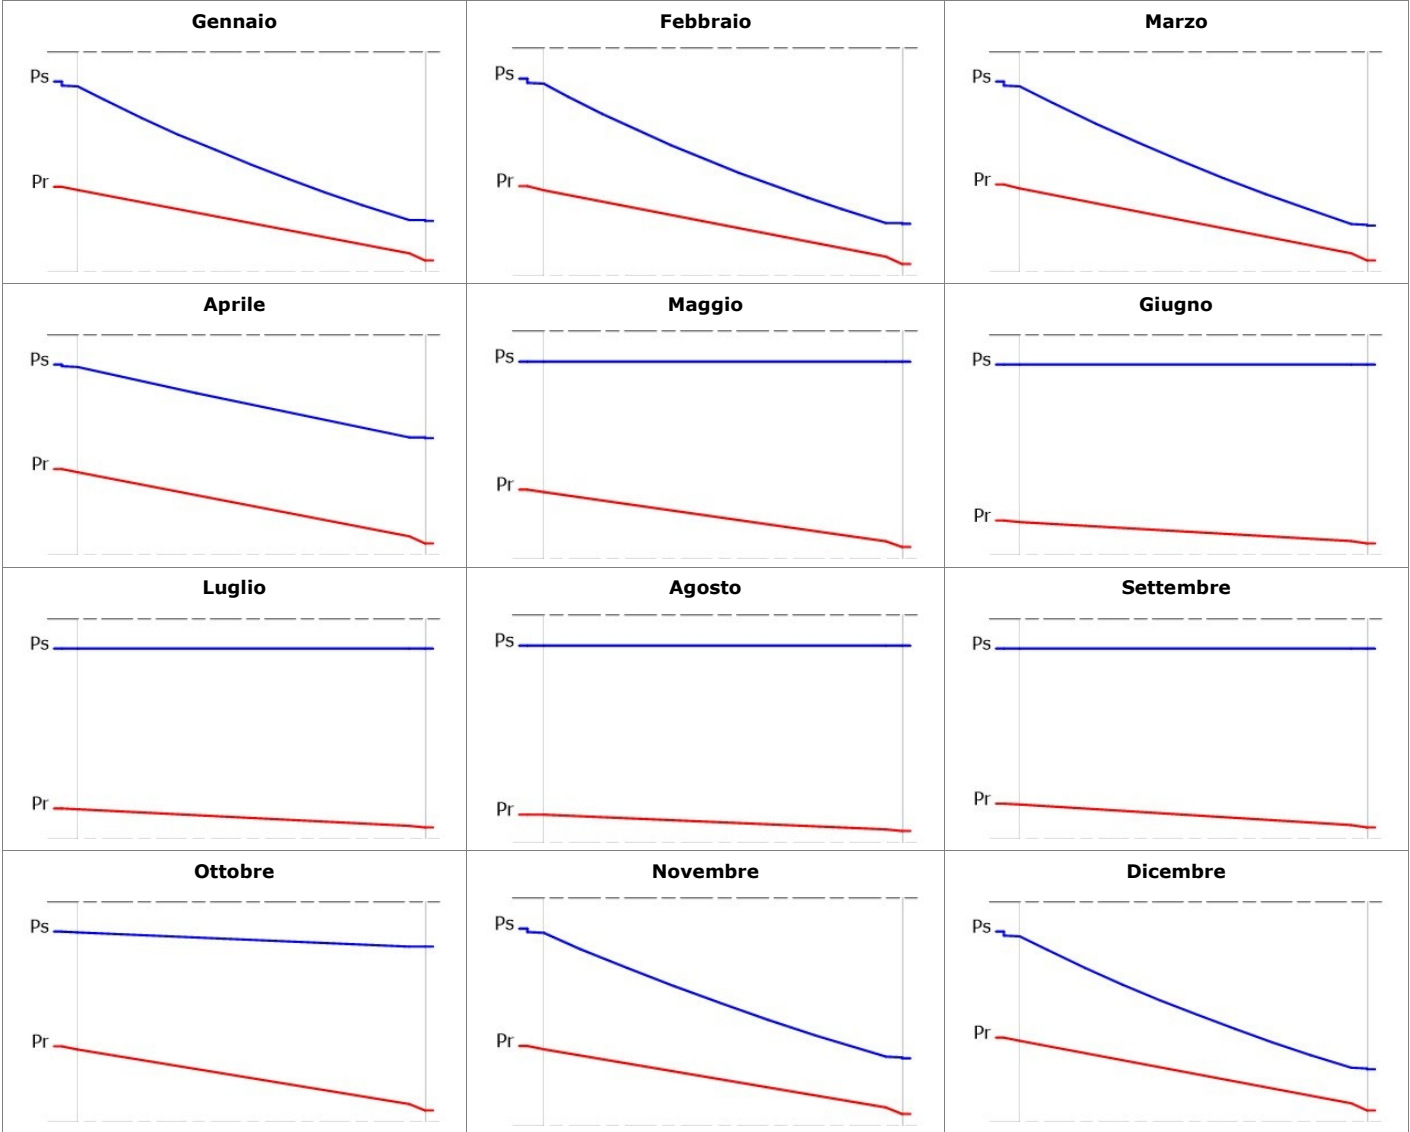 Gennaio Febbraio Marzo
Ps Ps Ps
Pr Pr Pr
Aprile Maggio Giugno
Ps Ps Ps
Pr Pr Pr
Luglio Agosto Settembre
Ps Ps Ps
Pr Pr Pr
Ottobre Novembre Dicembre
Ps Ps Ps
Pr Pr Pr